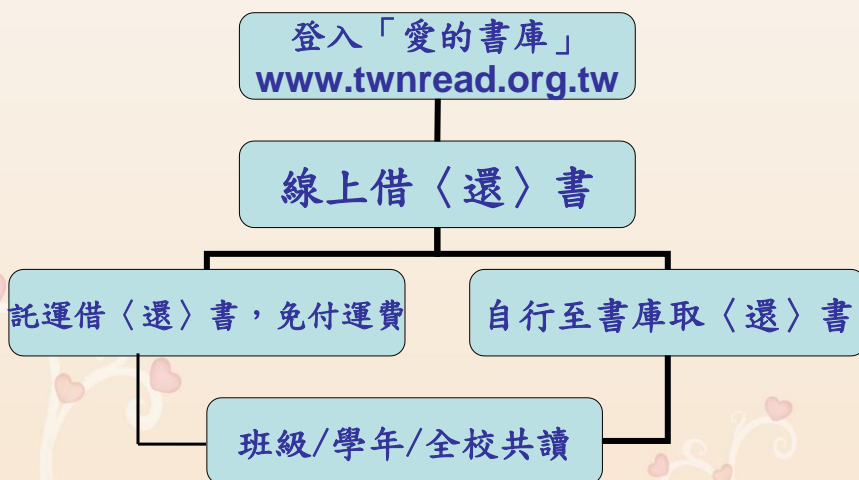 登入「愛的書庫」
www.twnread.org.tw
線上借〈還〉書
託運借〈還〉書，免付運費
自行至書庫取〈還〉書
班級/學年/全校共讀